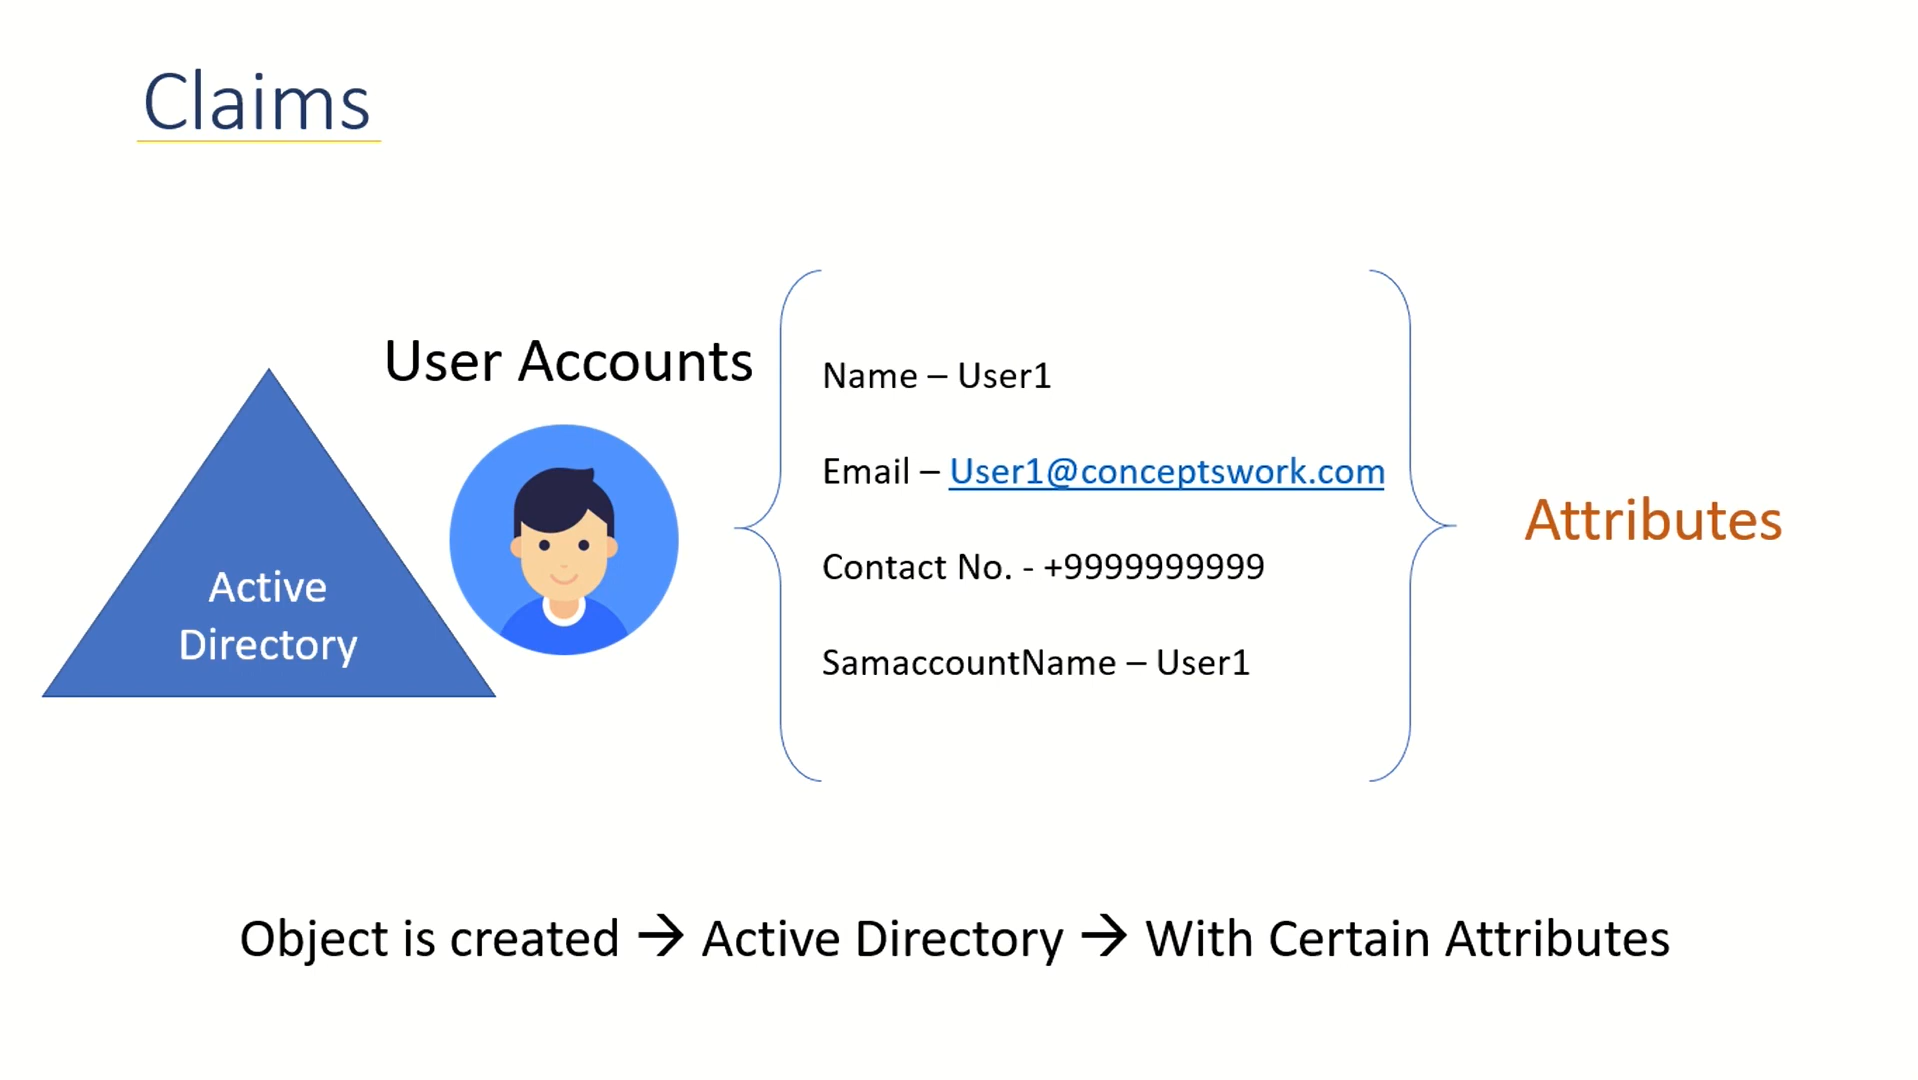 Claims
User Accounts
Active
Directory
Name – User1
Email – User1@conceptswork.com
Contact No. - +9999999999
SamaccountName – User1
Attributes
Object is created → Active Directory → With Certain Attributes